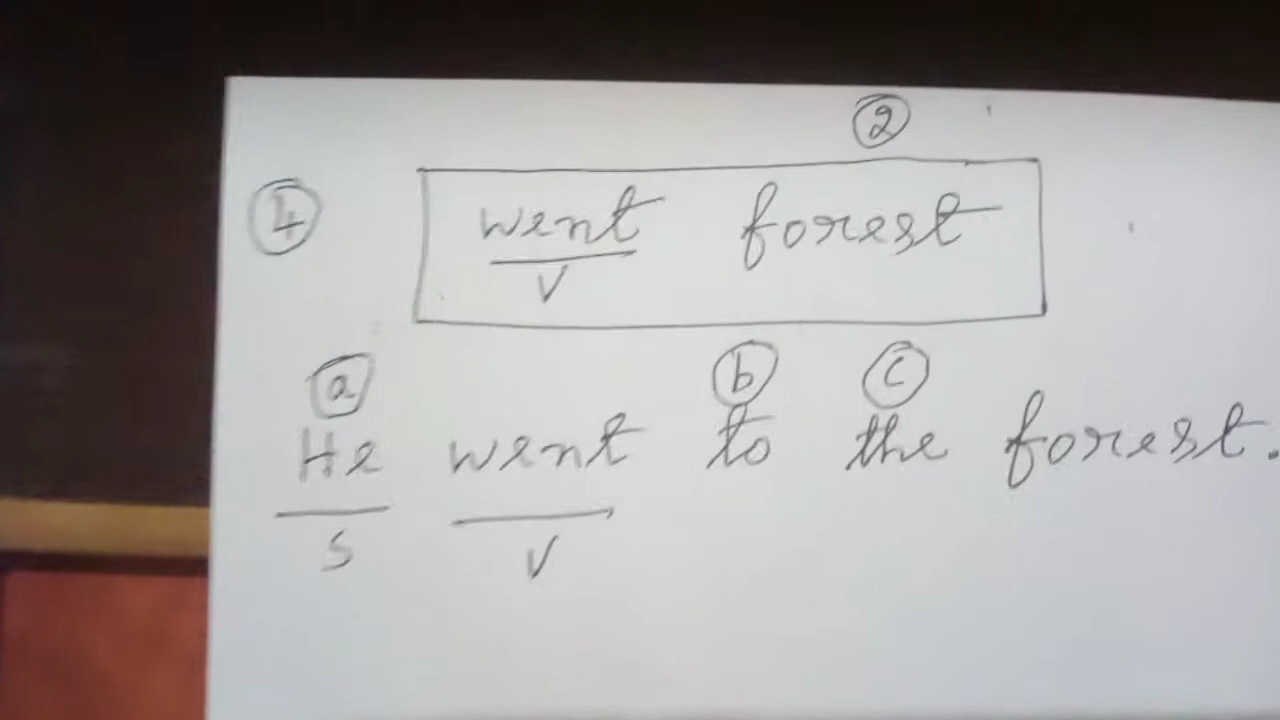 ②
④ went forest
V
ⓐ ⓑ ⓒ
He went to the forest.
S V